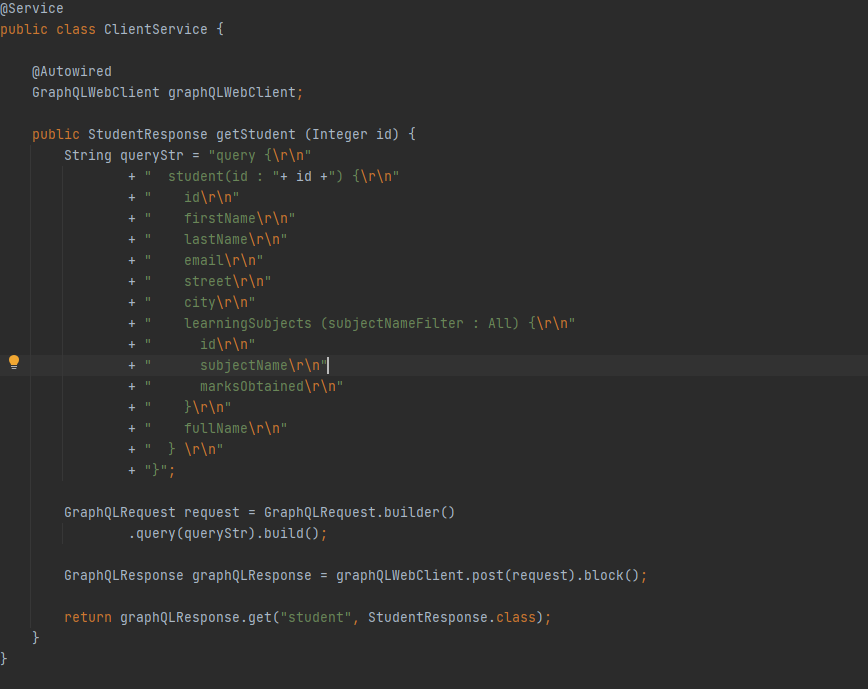 @Service
public class ClientService {
@Autowired
GraphQLWebClient graphQLWebClient;
public StudentResponse getStudent (Integer id) {
String queryStr = "query {\r\n"
+ "  student(id : "+ id +") {\r\n"
+ "    id\r\n"
+ "    firstName\r\n"
+ "    lastName\r\n"
+ "    email\r\n"
+ "    street\r\n"
+ "    city\r\n"
+ "    learningSubjects (subjectNameFilter : All) {\r\n"
+ "      id\r\n"
+ "      subjectName\r\n"
+ "      marksObtained\r\n"
+ "    }\r\n"
+ "    fullName\r\n"
+ "  } \r\n"
+ "}";
GraphQLRequest request = GraphQLRequest.builder()
.query(queryStr).build();
GraphQLResponse graphQLResponse = graphQLWebClient.post(request).block();
return graphQLResponse.get("student", StudentResponse.class);
}
}